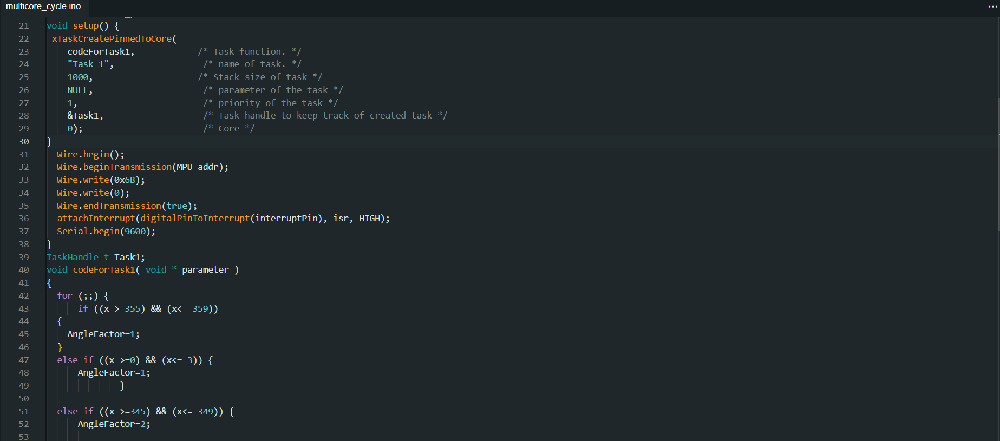 multicore_cycle.ino
21 void setup() {
22 xTaskCreatePinnedToCore(
23 codeForTask1, /* Task function. */
24 "Task_1", /* name of task. */
25 1000, /* Stack size of task */
26 NULL, /* parameter of the task */
27 1, /* priority of the task */
28 &Task1, /* Task handle to keep track of created task */
29 0); /* Core */
30 }
31 Wire.begin();
32 Wire.beginTransmission(MPU_addr);
33 Wire.write(0x6B);
34 Wire.write(0);
35 Wire.endTransmission(true);
36 attachInterrupt(digitalPinToInterrupt(interruptPin), isr, HIGH);
37 Serial.begin(9600);
38 }
39 TaskHandle_t Task1;
40 void codeForTask1( void * parameter )
41 {
42 for (;;) {
43 if ((x >=355) && (x<= 359))
44 {
45 AngleFactor=1;
46 }
47 else if ((x >=0) && (x<= 3)) {
48 AngleFactor=1;
49 }
50
51 else if ((x >=345) && (x<= 349)) {
52 AngleFactor=2;
53